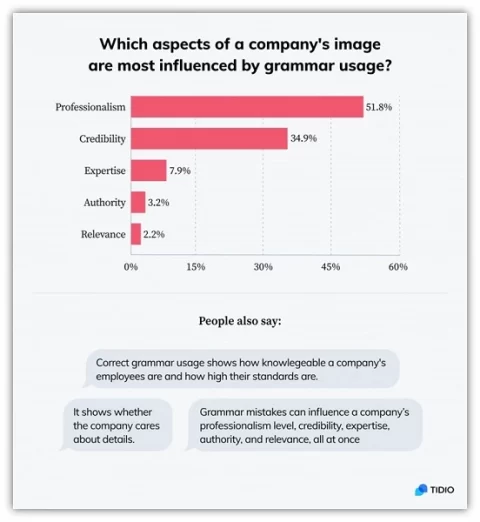 Which aspects of a company's image
are most influenced by grammar usage?
Professionalism 51.8%
Credibility 34.9%
Expertise 7.9%
Authority 3.2%
Relevance 2.2%
0% 15% 30% 45% 60%
People also say:
Correct grammar usage shows how knowlegeable a company's
employees are and how high their standards are.
It shows whether
the company cares
about details.
Grammar mistakes can influence a company's
professionalism level, credibility, expertise,
authority, and relevance, all at once
TIDIO